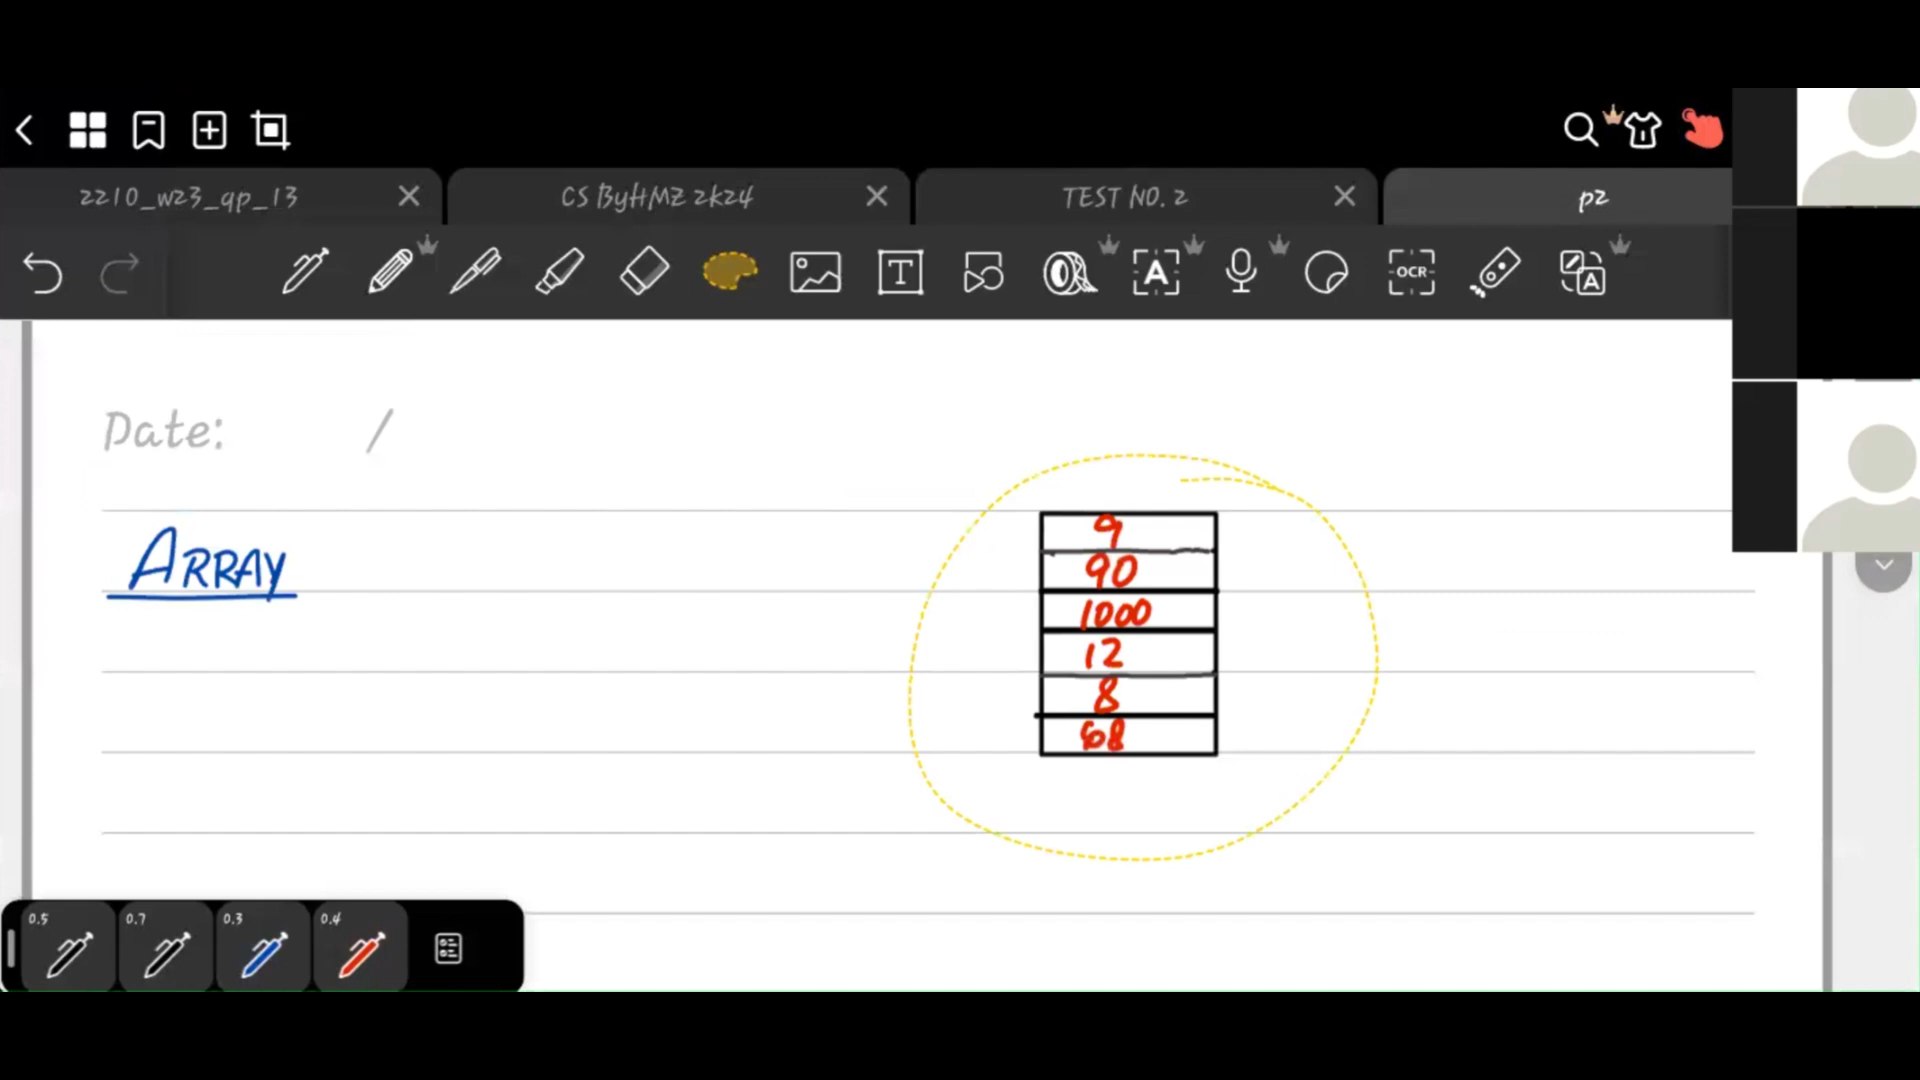 2210_w23_qp_13
CS ByHMZ 2k24
TEST NO. 2
p2
T
A
OCR
A
Date: /
ARRAY
9
90
1000
12
8
0.5
0.7
0.3
0.4